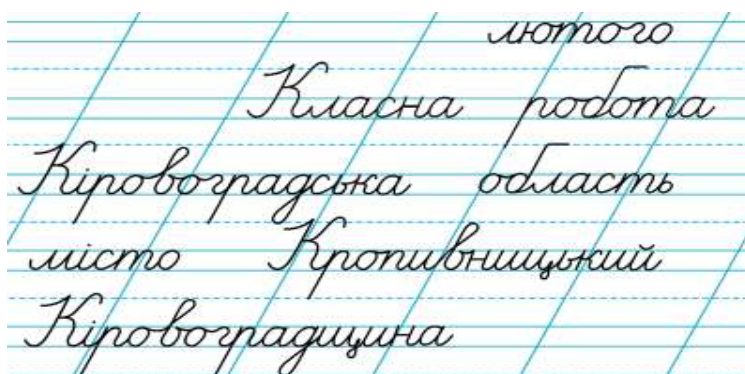 лютого
Класна робота
Кіровоградська область
місто Кропивницький
Кіровоградщина